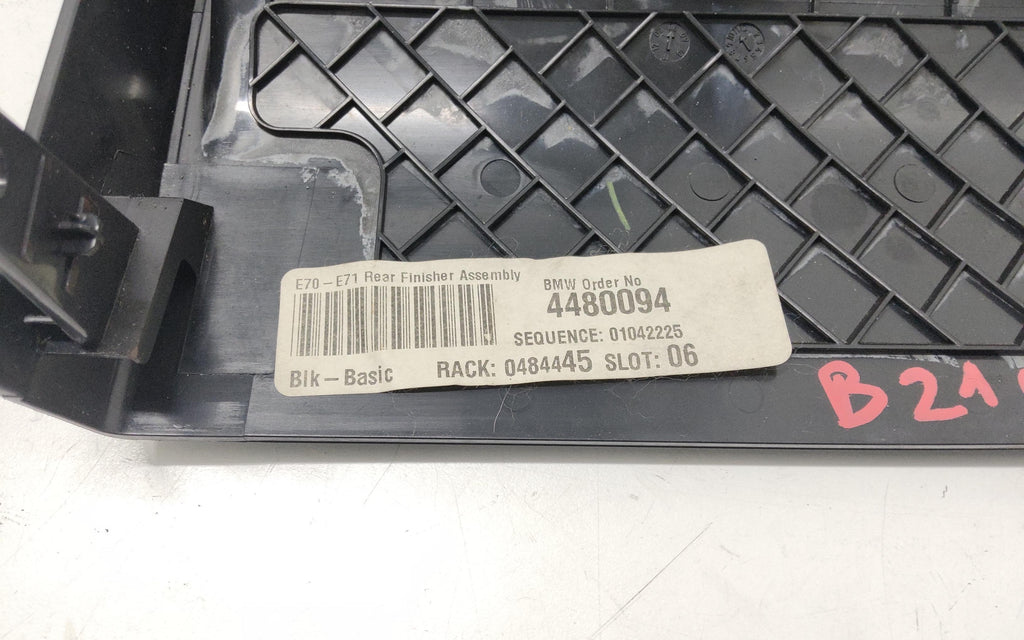 E70-E71 Rear Finisher Assembly
BMW Order No
4480094
SEQUENCE: 01042225
Blk-Basic
RACK: 0484445 SLOT: 06
B21